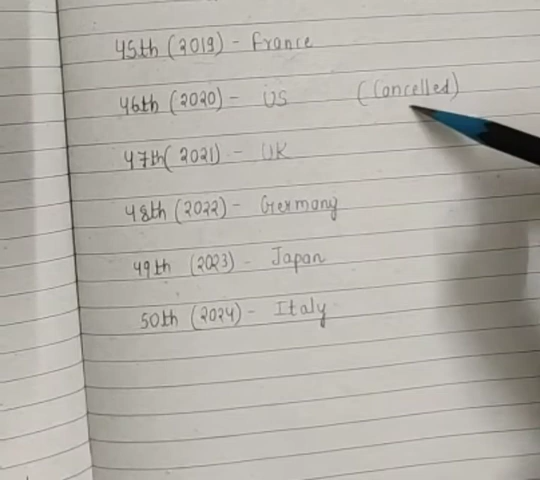 45th (2019) - France
46th (2020) - US (Cancelled)
47th( 2021) - UK
48th (2022) - Germany
49th (2023) - Japan
50th (2024) - Italy